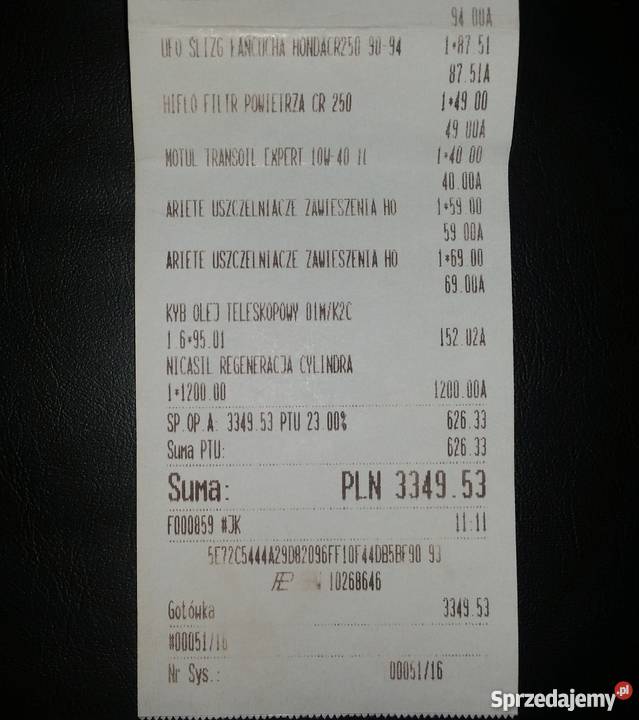 94 00A
UFO ŚLIZG ŁAŃCUCHA HONDACR250 90-94 1*87.51
87.51A
HIFLO FILTR POWIETRZA CR 250 1*49 00
49 00A
MOTUL TRANSOIL EXPERT 10W-40 1L 1*40 00
40.00A
ARIETE USZCZELNIACZE ZAWIESZENIA HO 1*59 00
59 00A
ARIETE USZCZELNIACZE ZAWIESZENIA HO 1*69.00
69.00A
KYB OLEJ TELESKOPOWY 01M/K2C
1 6*95.01 152.02A
NICASIL REGENERACJA CYLINDRA
1*1200.00 1200.00A
SP.OP.A: 3349.53 PTU 23.00% 626.33
Suma PTU: 626.33
Suma: PLN 3349.53
F000859 #JK 11:11
5E72C5444A29D82096FF10F44DB5BF90 93
10268646
Gotówka 3349.53
#00051/16
Nr Sys.: 00051/16
Sprzedajemy.pl